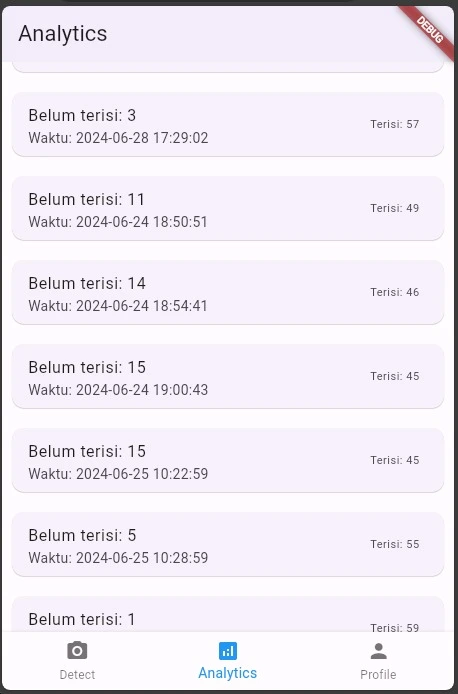 Analytics
DEBUG
Belum terisi: 3
Waktu: 2024-06-28 17:29:02
Terisi: 57
Belum terisi: 11
Waktu: 2024-06-24 18:50:51
Terisi: 49
Belum terisi: 14
Waktu: 2024-06-24 18:54:41
Terisi: 46
Belum terisi: 15
Waktu: 2024-06-24 19:00:43
Terisi: 45
Belum terisi: 15
Waktu: 2024-06-25 10:22:59
Terisi: 45
Belum terisi: 5
Waktu: 2024-06-25 10:28:59
Terisi: 55
Belum terisi: 1
Terisi: 59
Detect
Analytics
Profile